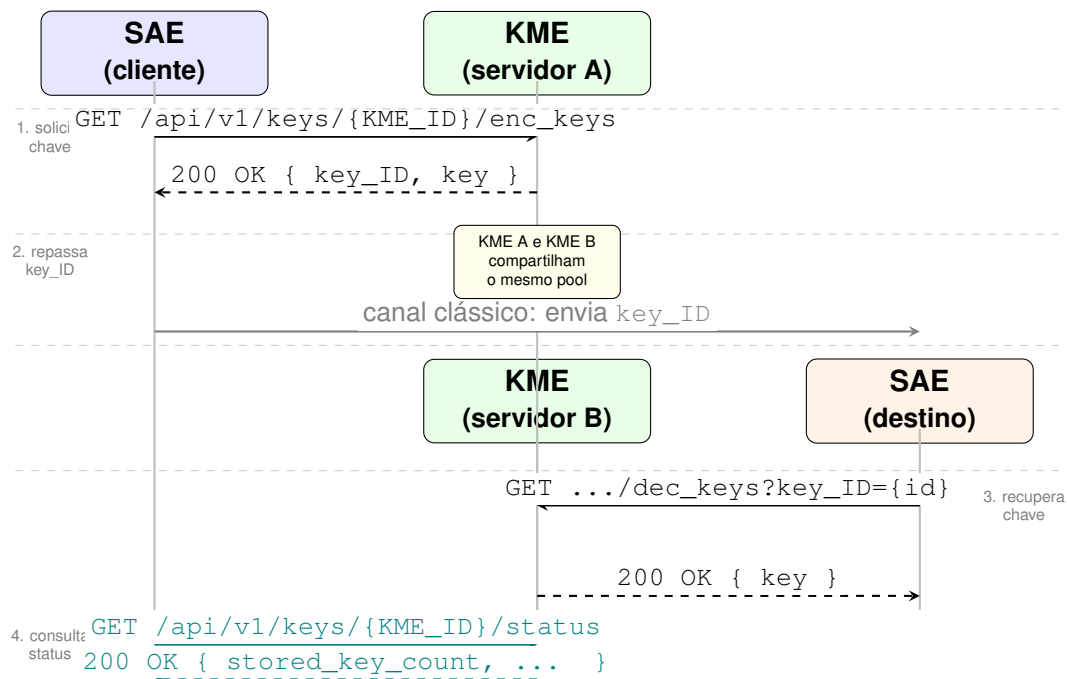 SAE
(cliente)
KME
(servidor A)
1. solici
chave
GET /api/v1/keys/{KME_ID}/enc_keys
200 OK { key_ID, key }
2. repassa
key_ID
KME A e KME B
compartilham
o mesmo pool
canal clássico: envia key_ID
KME
(servidor B)
SAE
(destino)
GET .../dec_keys?key_ID={id}
3. recupera
chave
200 OK { key }
4. consulta
status
GET /api/v1/keys/{KME_ID}/status
200 OK { stored_key_count, ... }